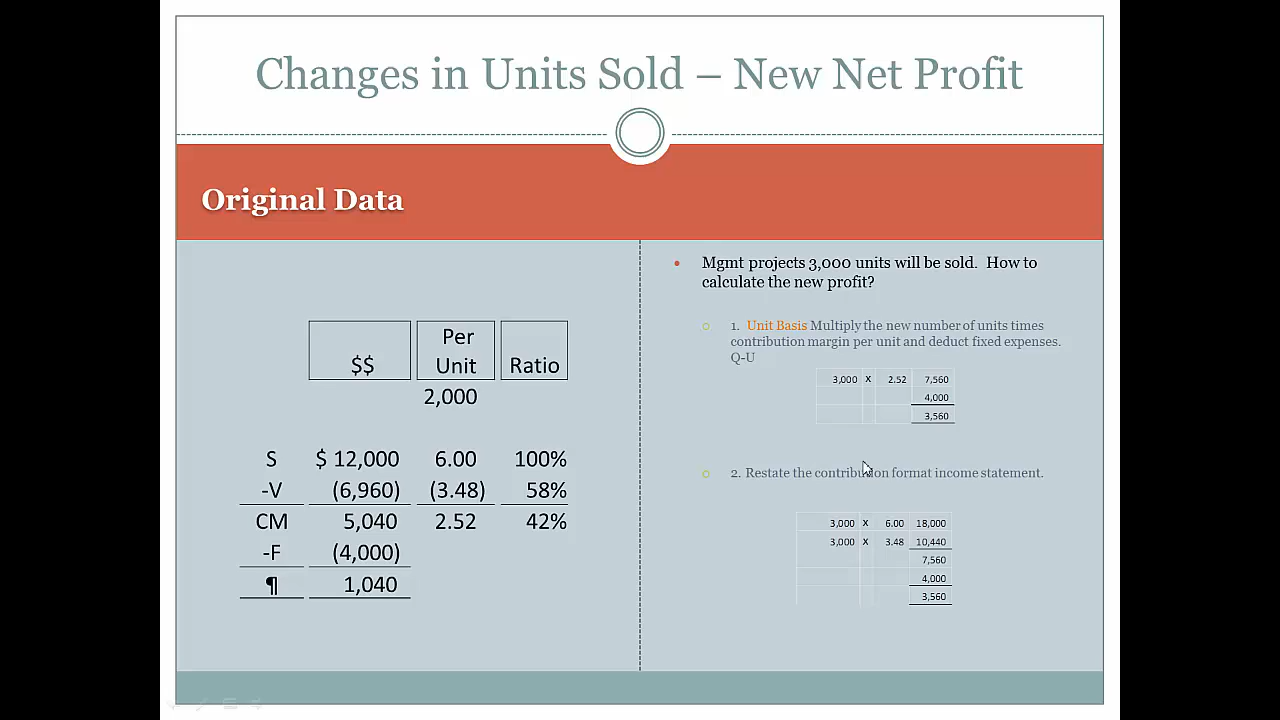 Changes in Units Sold – New Net Profit
Original Data
$$ Per Unit Ratio
2,000
S $ 12,000 6.00 100%
-V (6,960) (3.48) 58%
CM 5,040 2.52 42%
-F (4,000)
¶ 1,040
Mgmt projects 3,000 units will be sold. How to
calculate the new profit?
1. Unit Basis Multiply the new number of units times
contribution margin per unit and deduct fixed expenses.
Q-U
3,000 x 2.52 7,560
4,000
3,560
2. Restate the contribution format income statement.
3,000 x 6.00 18,000
3,000 x 3.48 10,440
7,560
4,000
3,560